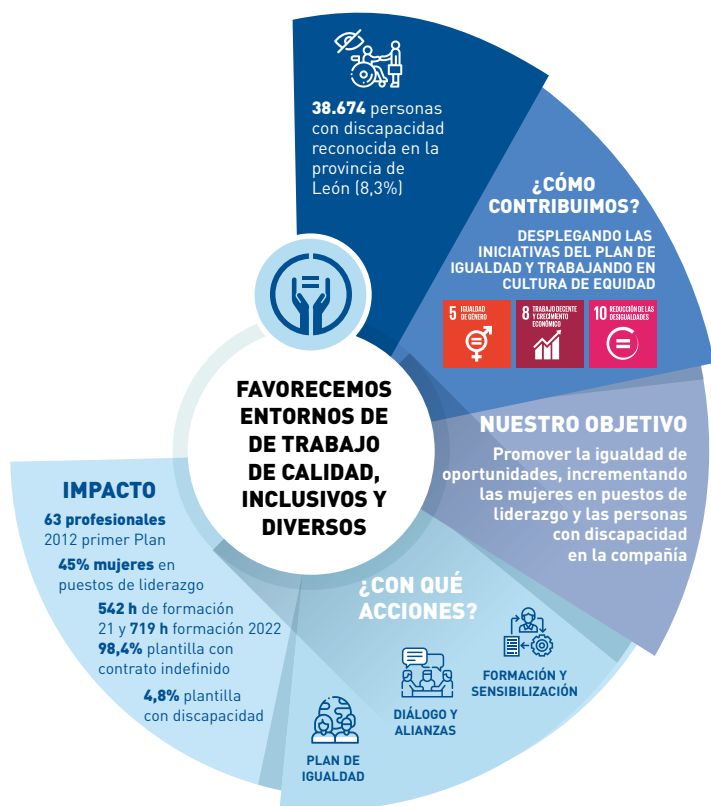 38.674 personas
con discapacidad
reconocida en la
provincia de
León (8,3%)
¿CÓMO
CONTRIBUIMOS?
DESPLEGANDO LAS
INICIATIVAS DEL PLAN DE
IGUALDAD Y TRABAJANDO EN
CULTURA DE EQUIDAD
5 IGUALDAD
DE GÉNERO
8 TRABAJO DECENTE
Y CRECIMIENTO
ECONÓMICO
10 REDUCCIÓN DE LAS
DESIGUALDADES
NUESTRO OBJETIVO
Promover la igualdad de
oportunidades, incrementando
las mujeres en puestos de
liderazgo y las personas
con discapacidad
en la compañía
¿CON QUÉ
ACCIONES?
FORMACIÓN Y
SENSIBILIZACIÓN
DIÁLOGO Y
ALIANZAS
PLAN DE
IGUALDAD
IMPACTO
63 profesionales
2012 primer Plan
45% mujeres en
puestos de liderazgo
542 h de formación
21 y 719 h formación 2022
98,4% plantilla con
contrato indefinido
4,8% plantilla
con discapacidad
FAVORECEMOS
ENTORNOS DE
DE TRABAJO
DE CALIDAD,
INCLUSIVOS Y
DIVERSOS